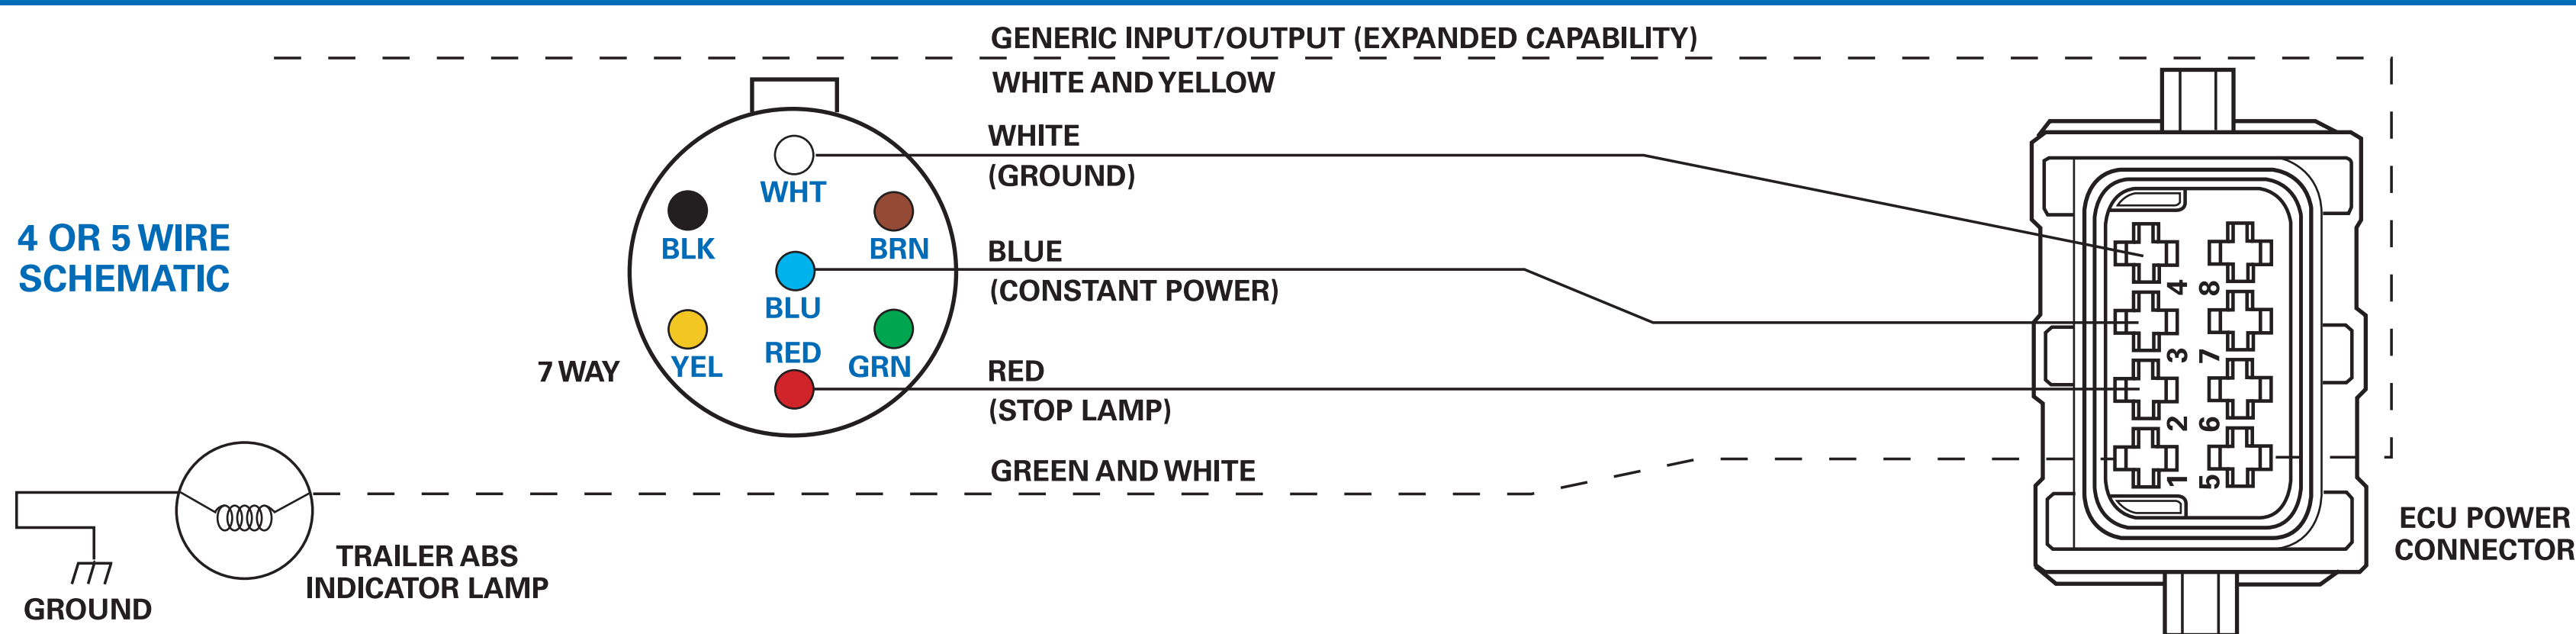 GENERIC INPUT/OUTPUT (EXPANDED CAPABILITY)
WHITE AND YELLOW
WHITE
(GROUND)
WHT
BLK
BRN
4 OR 5 WIRE
SCHEMATIC
BLUE
(CONSTANT POWER)
BLU
RED
YEL
GRN
7 WAY
RED
(STOP LAMP)
GREEN AND WHITE
4 8
3 7
2 6
1 5
ECU POWER
CONNECTOR
TRAILER ABS
INDICATOR LAMP
GROUND